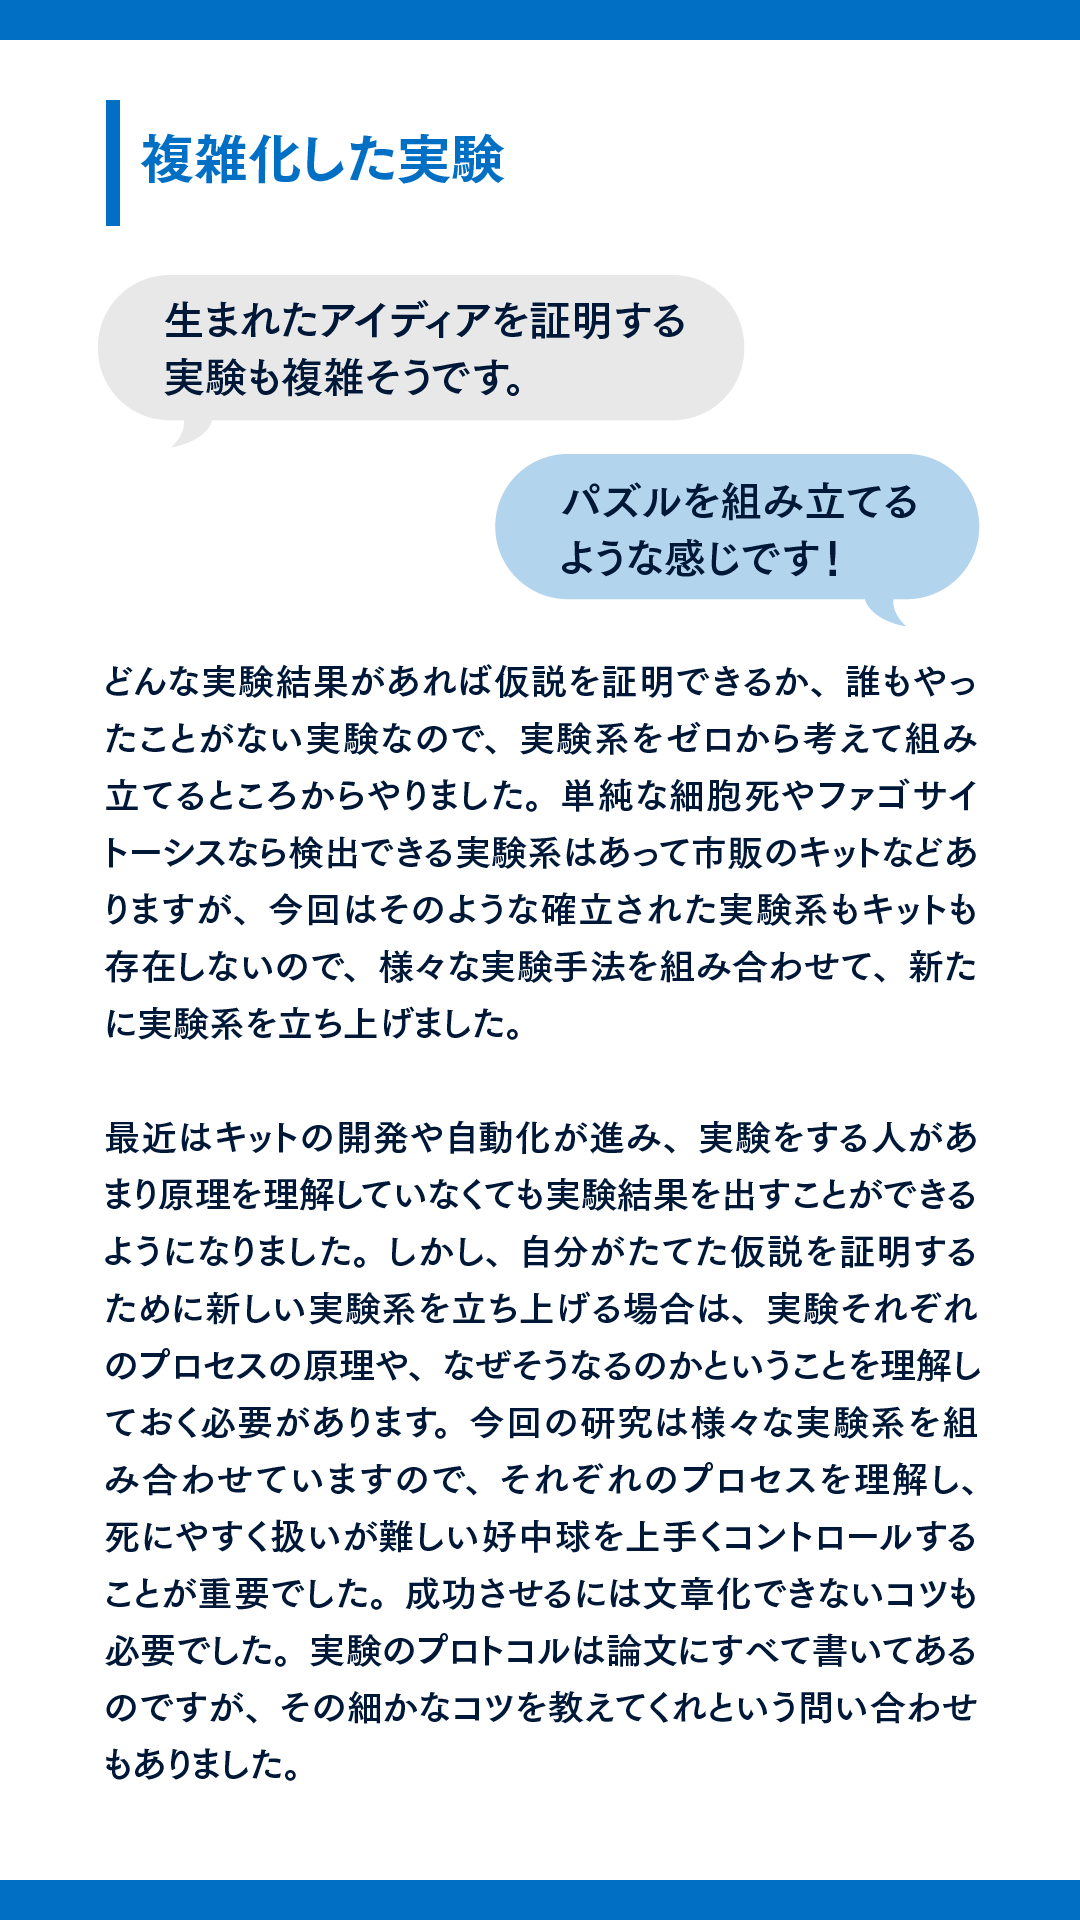 複雑化した実験
生まれたアイディアを証明する
実験も複雑そうです。
パズルを組み立てる
ような感じです！
どんな実験結果があれば仮説を証明できるか、誰もやっ
たことがない実験なので、実験系をゼロから考えて組み
立てるところからやりました。単純な細胞死やファゴサイ
トーシスなら検出できる実験系はあって市販のキットなどあ
りますが、今回はそのような確立された実験系もキットも
存在しないので、様々な実験手法を組み合わせて、新た
に実験系を立ち上げました。
最近はキットの開発や自動化が進み、実験をする人があ
まり原理を理解していなくても実験結果を出すことができる
ようになりました。しかし、自分がたてた仮説を証明する
ために新しい実験系を立ち上げる場合は、実験それぞれ
のプロセスの原理や、なぜそうなるのかということを理解し
ておく必要があります。今回の研究は様々な実験系を組
み合わせていますので、それぞれのプロセスを理解し、
死にやすく扱いが難しい好中球を上手くコントロールする
ことが重要でした。成功させるには文章化できないコツも
必要でした。実験のプロトコルは論文にすべて書いてある
のですが、その細かなコツを教えてくれという問い合わせ
もありました。